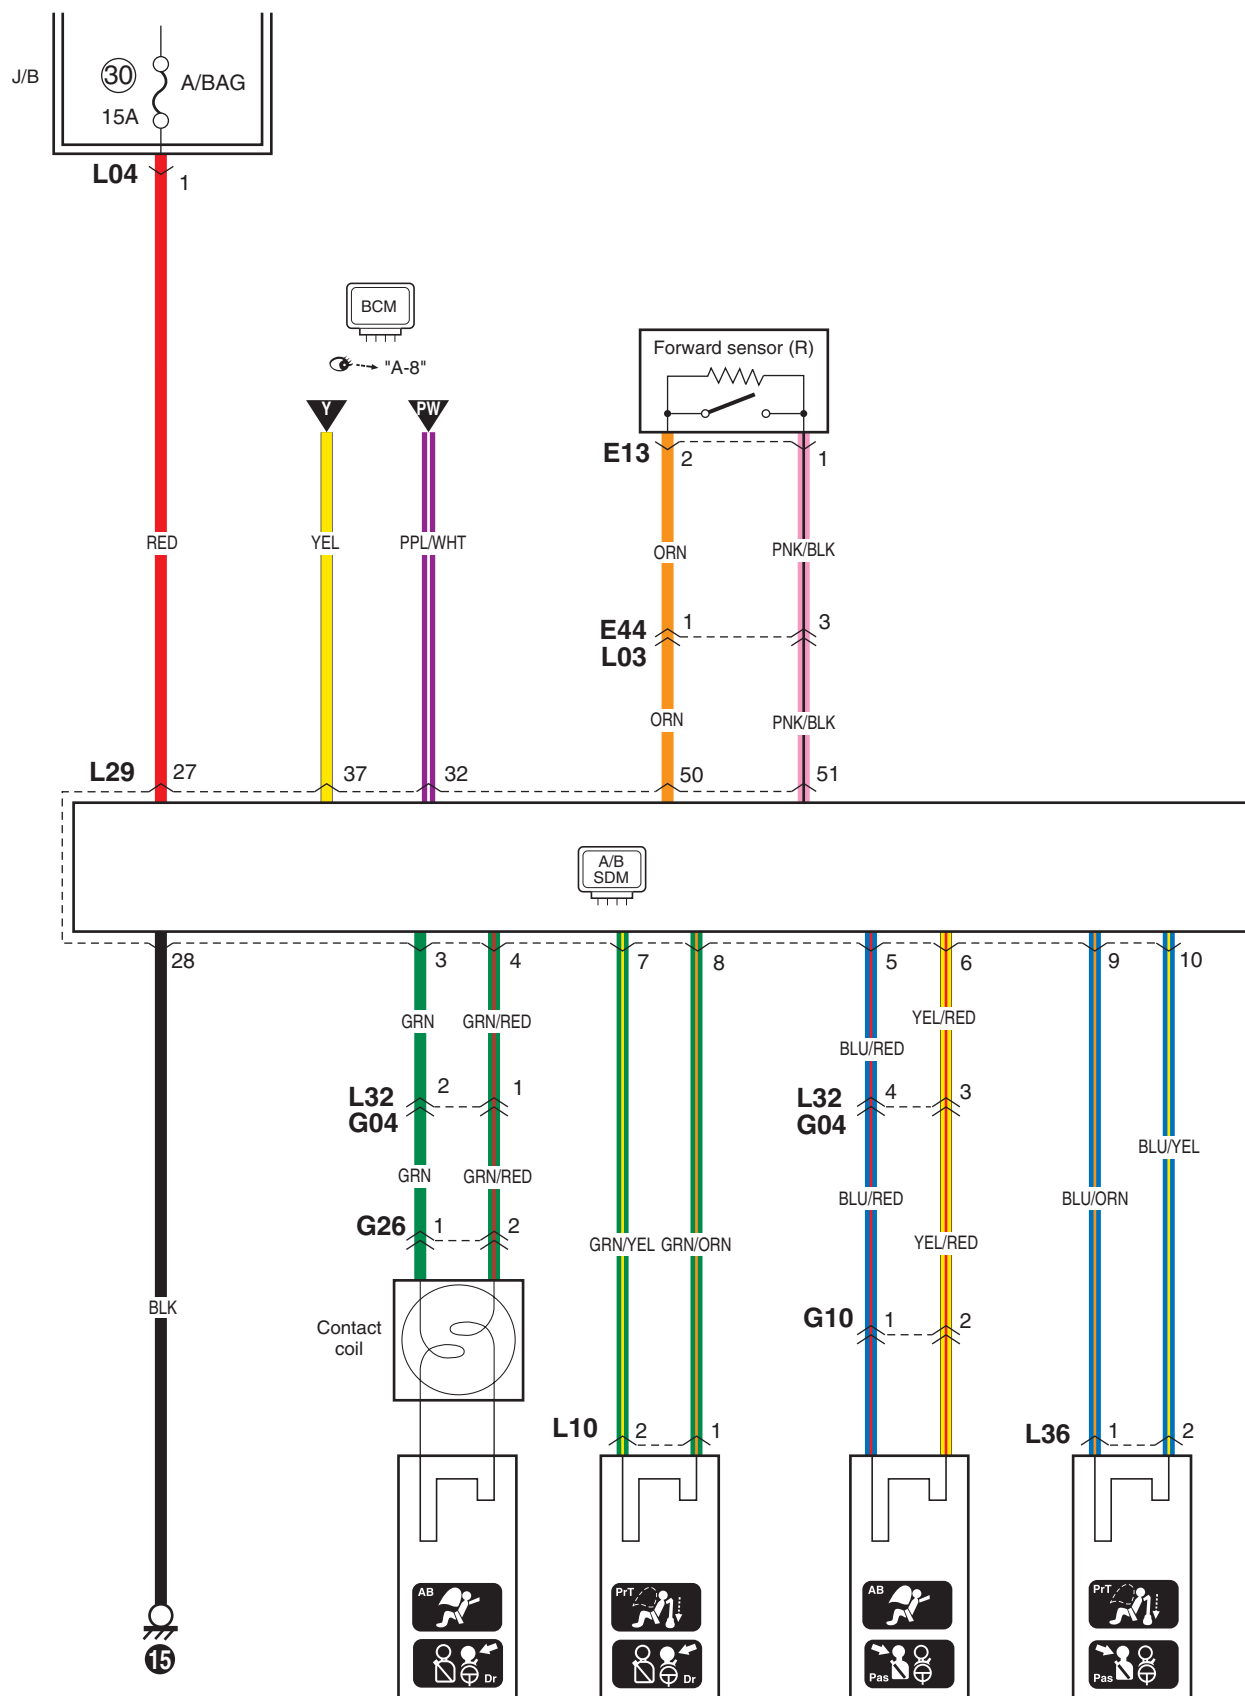 J/B
30
A/BAG
15A
L04
1
BCM
"A-8"
Forward sensor (R)
Y
PW
E13
2
1
RED
YEL
PPL/WHT
ORN
PNK/BLK
E44
1
3
L03
ORN
PNK/BLK
L29
27
37
32
50
51
A/B
SDM
28
3
4
7
8
5
6
9
10
GRN
GRN/RED
YEL/RED
BLU/RED
L32
2
1
G04
L32
4
3
G04
BLU/YEL
GRN
GRN/RED
BLU/RED
BLU/ORN
G26
1
2
GRN/YEL
GRN/ORN
YEL/RED
BLK
Contact
coil
G10
1
2
L10
2
1
L36
1
2
AB
PrT
AB
PrT
15
Dr
Dr
Pas
Pas